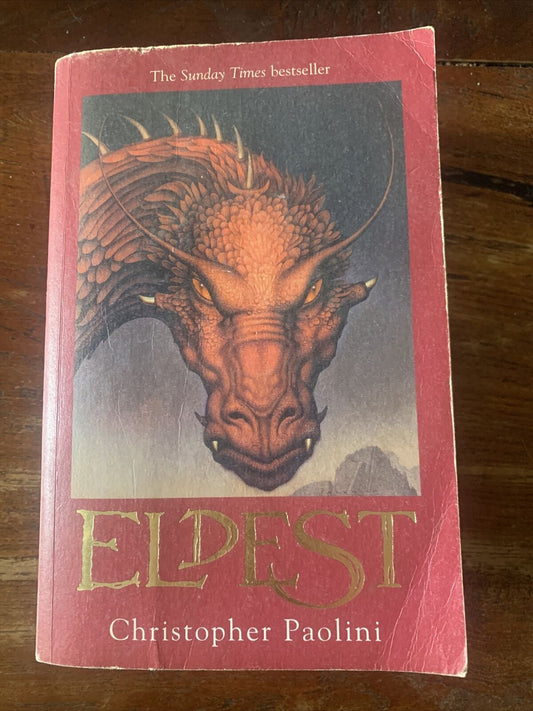 The Sunday Times bestseller
ELDEST
Christopher Paolini